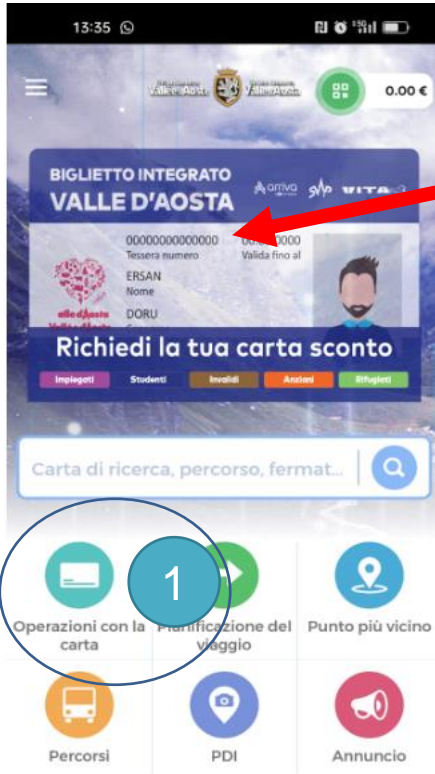 13:35
0.00 €
BIGLIETTO INTEGRATO
VALLE D'AOSTA
arriva
svap
VITA
00000000000000
Tessera numero
Valida fino al
ERSAN
Nome
DORU
Richiedi la tua carta sconto
Impiegati Studenti Invalidi Anziani Rifugiati
Carta di ricerca, percorso, fermat...
1
Operazioni con la carta
Pianificazione del viaggio
Punto più vicino
Percorsi
PDI
Annuncio